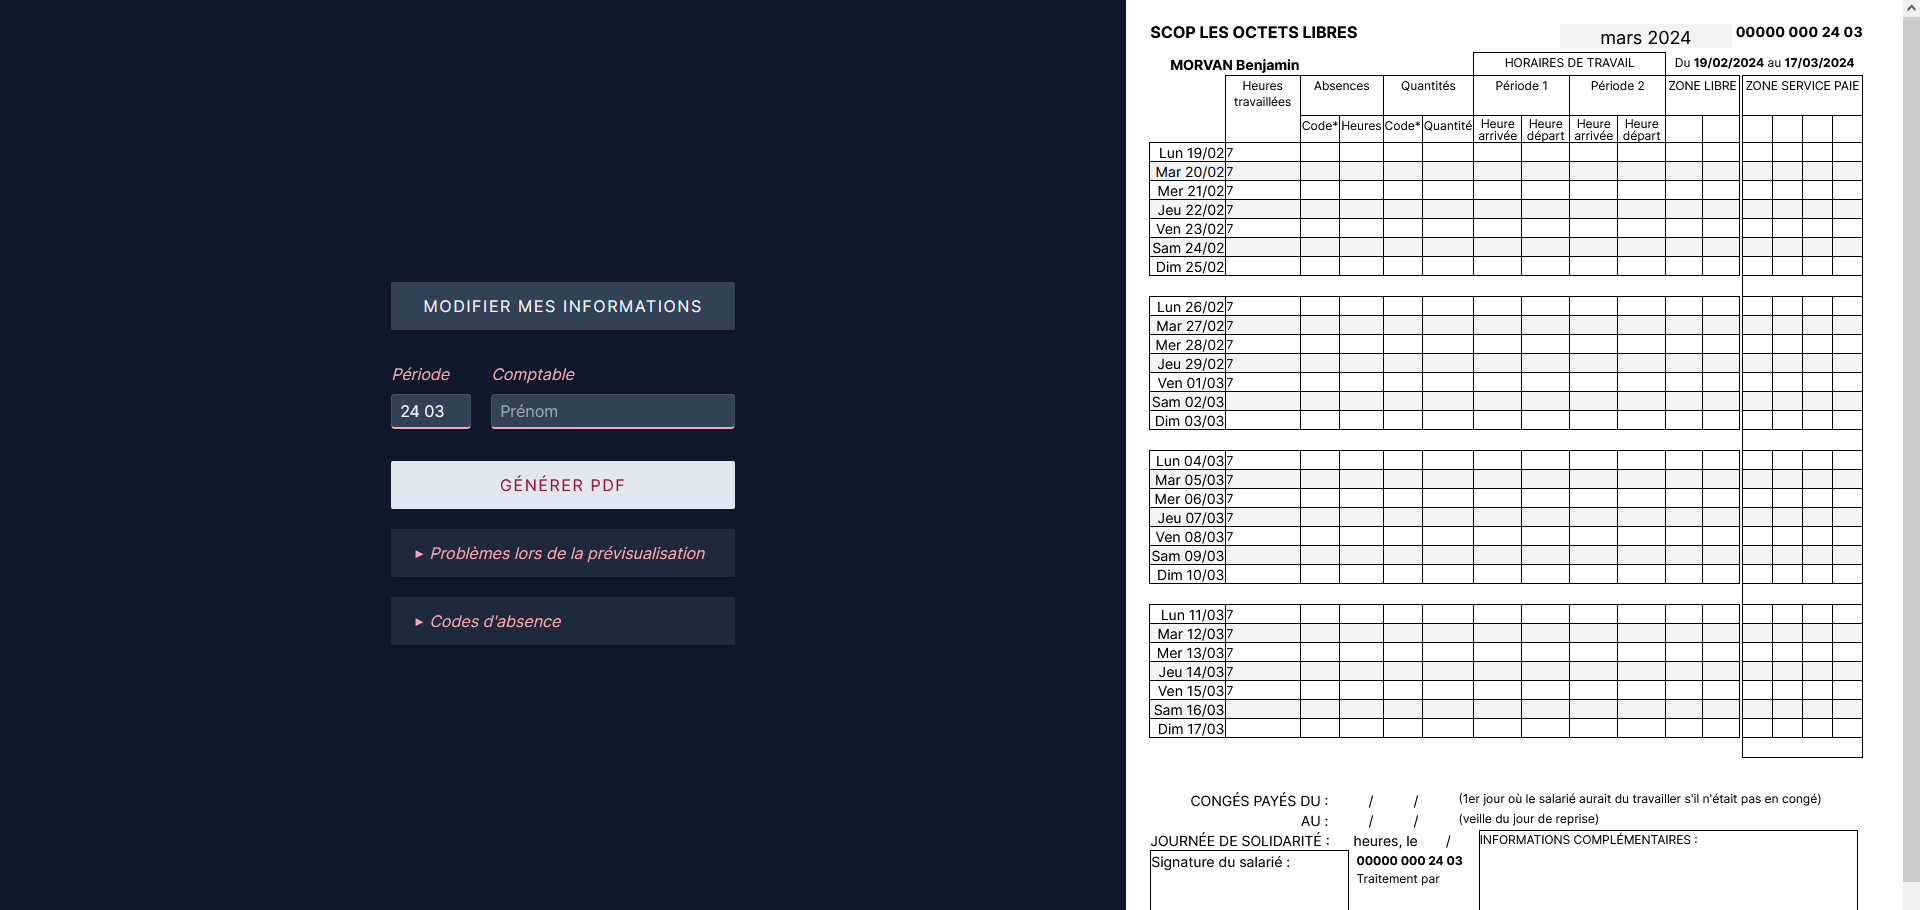 MODIFIER MES INFORMATIONS
Période Comptable
24 03 Prénom
GÉNÉRER PDF
► Problèmes lors de la prévisualisation
► Codes d'absence
SCOP LES OCTETS LIBRES mars 2024 00000 000 24 03
MORVAN Benjamin HORAIRES DE TRAVAIL Du 19/02/2024 au 17/03/2024
Heures travaillées Absences Quantités Période 1 Période 2 ZONE LIBRE ZONE SERVICE PAIE
Code* Heures Code* Quantité Heure arrivée Heure départ Heure arrivée Heure départ
Lun 19/02 7
Mar 20/02 7
Mer 21/02 7
Jeu 22/02 7
Ven 23/02 7
Sam 24/02
Dim 25/02
Lun 26/02 7
Mar 27/02 7
Mer 28/02 7
Jeu 29/02 7
Ven 01/03 7
Sam 02/03
Dim 03/03
Lun 04/03 7
Mar 05/03 7
Mer 06/03 7
Jeu 07/03 7
Ven 08/03 7
Sam 09/03
Dim 10/03
Lun 11/03 7
Mar 12/03 7
Mer 13/03 7
Jeu 14/03 7
Ven 15/03 7
Sam 16/03
Dim 17/03
CONGÉS PAYÉS DU : / / (1er jour où le salarié aurait du travailler s'il n'était pas en congé)
AU : / / (veille du jour de reprise)
JOURNÉE DE SOLIDARITÉ : heures, le / INFORMATIONS COMPLÉMENTAIRES :
Signature du salarié : 00000 000 24 03
Traitement par